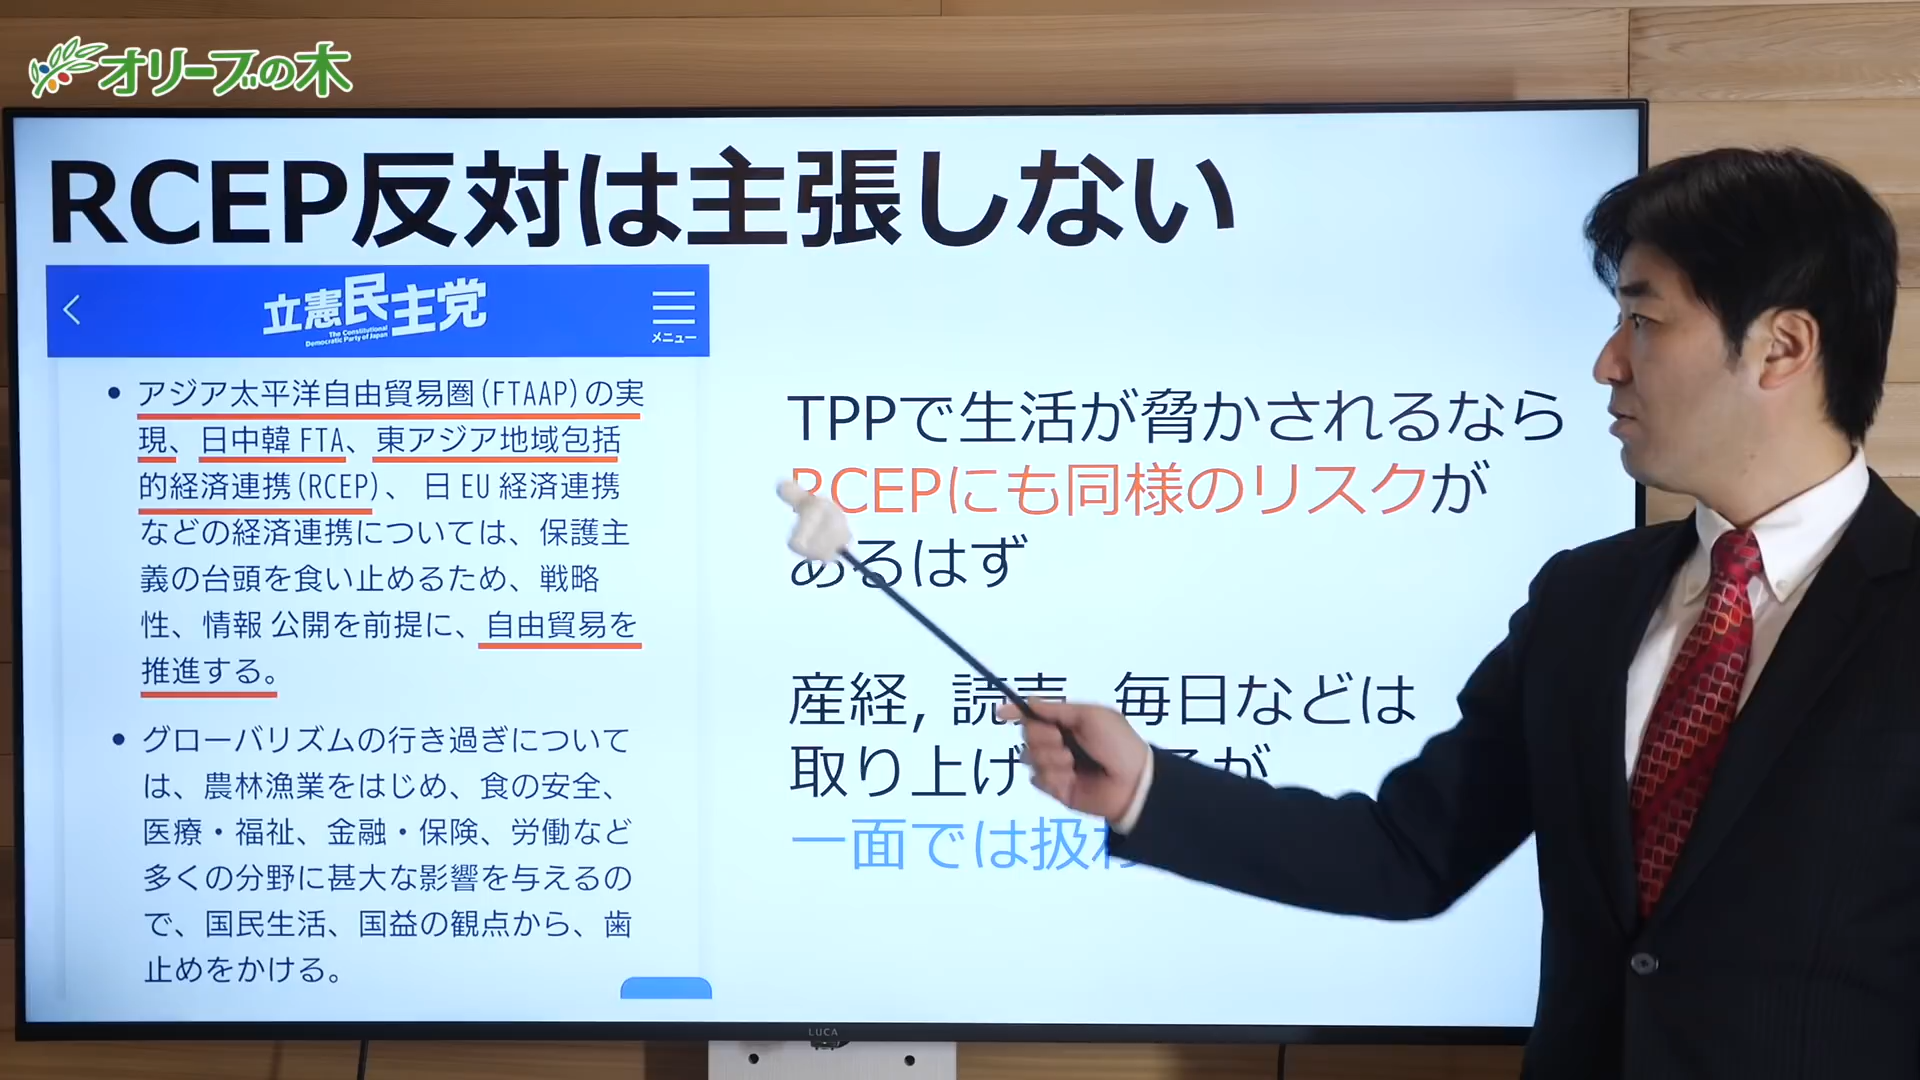 オリーブの木
RCEP反対は主張しない
立憲民主党
The Constitutional
Democratic Party of Japan
メニュー
• アジア太平洋自由貿易圏(FTAAP)の実
現、日中韓 FTA、東アジア地域包括
的経済連携(RCEP)、 日 EU 経済連携
などの経済連携については、保護主
義の台頭を食い止めるため、戦略
性、情報 公開を前提に、自由貿易を
推進する。
• グローバリズムの行き過ぎについて
は、農林漁業をはじめ、食の安全、
医療・福祉、金融・保険、労働など
多くの分野に甚大な影響を与えるの
で、国民生活、国益の観点から、歯
止めをかける。
TPPで生活が脅かされるなら
RCEPにも同様のリスクが
あるはず
産経, 読売, 毎日などは
取り上げ
一面では扱わ
LUCA